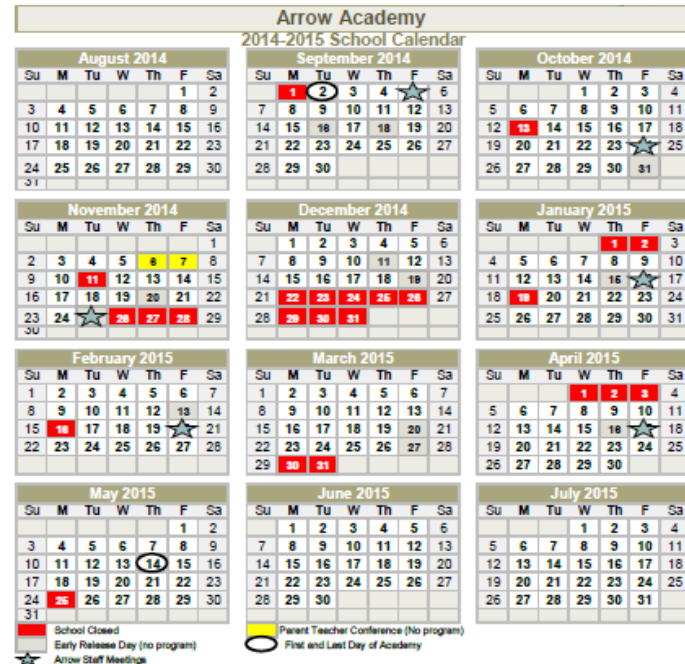 Arrow Academy
2014-2015 School Calendar
August 2014 September 2014 October 2014
Su M Tu W Th F Sa Su M Tu W Th F Sa Su M Tu W Th F Sa
1 2 1 2 3 4 6 1 2 3 4
3 4 5 6 7 8 9 7 8 9 10 11 12 13 5 6 7 8 9 10 11
10 11 12 13 14 15 16 14 15 16 17 18 19 20 12 13 14 15 16 17 18
17 18 19 20 21 22 23 21 22 23 24 25 26 27 19 20 21 22 23 25
24 25 26 27 28 29 30 28 29 30 26 27 28 29 30 31
31
November 2014 December 2014 January 2015
Su M Tu W Th F Sa Su M Tu W Th F Sa Su M Tu W Th F Sa
1 1 2 3 4 5 6 1 2 3
2 3 4 5 6 7 8 7 8 9 10 11 12 13 4 5 6 7 8 9 10
9 10 11 12 13 14 15 14 15 16 17 18 19 20 11 12 13 14 15 17
16 17 18 19 20 21 22 21 22 23 24 25 26 27 18 19 20 21 22 23 24
23 24 26 27 28 29 28 29 30 31 25 26 27 28 29 30 31
30
February 2015 March 2015 April 2015
Su M Tu W Th F Sa Su M Tu W Th F Sa Su M Tu W Th F Sa
1 2 3 4 5 6 7 1 2 3 4 5 6 7 1 2 3 4
8 9 10 11 12 13 14 8 9 10 11 12 13 14 5 6 7 8 9 10 11
15 16 17 18 19 21 15 16 17 18 19 20 21 12 13 14 15 16 18
22 23 24 25 26 27 28 22 23 24 25 26 27 28 19 20 21 22 23 24 25
29 30 31 26 27 28 29 30
May 2015 June 2015 July 2015
Su M Tu W Th F Sa Su M Tu W Th F Sa Su M Tu W Th F Sa
1 2 1 2 3 4 5 6 1 2 3 4
3 4 5 6 7 8 9 7 8 9 10 11 12 13 5 6 7 8 9 10 11
10 11 12 13 14 15 16 14 15 16 17 18 19 20 12 13 14 15 16 17 18
17 18 19 20 21 22 23 21 22 23 24 25 26 27 19 20 21 22 23 24 25
24 25 26 27 28 29 30 28 29 30 26 27 28 29 30 31
31
School Closed Parent Teacher Conference (No program)
Early Release Day (no program) First and Last Day of Academy
Arrow Staff Meetings